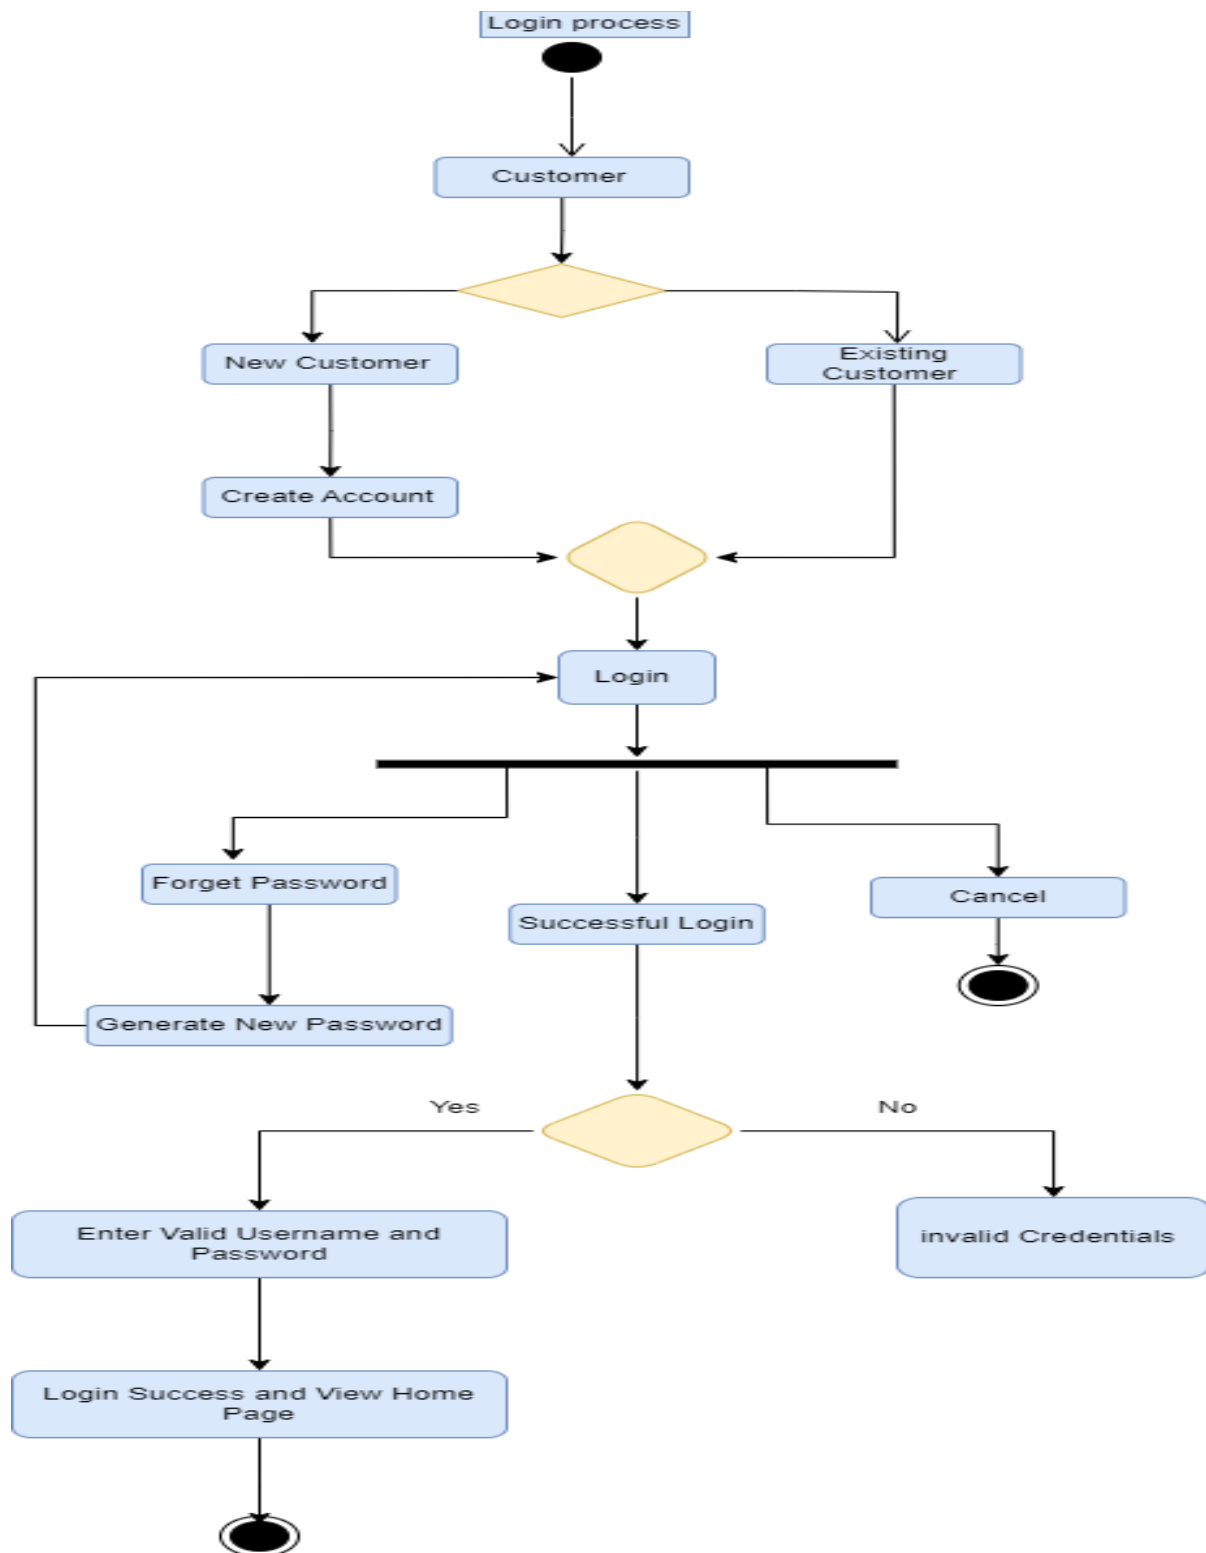 Login process
Customer
New Customer
Existing
Customer
Create Account
Login
Forget Password
Successful Login
Cancel
Generate New Password
Yes
No
Enter Valid Username and
Password
invalid Credentials
Login Success and View Home
Page